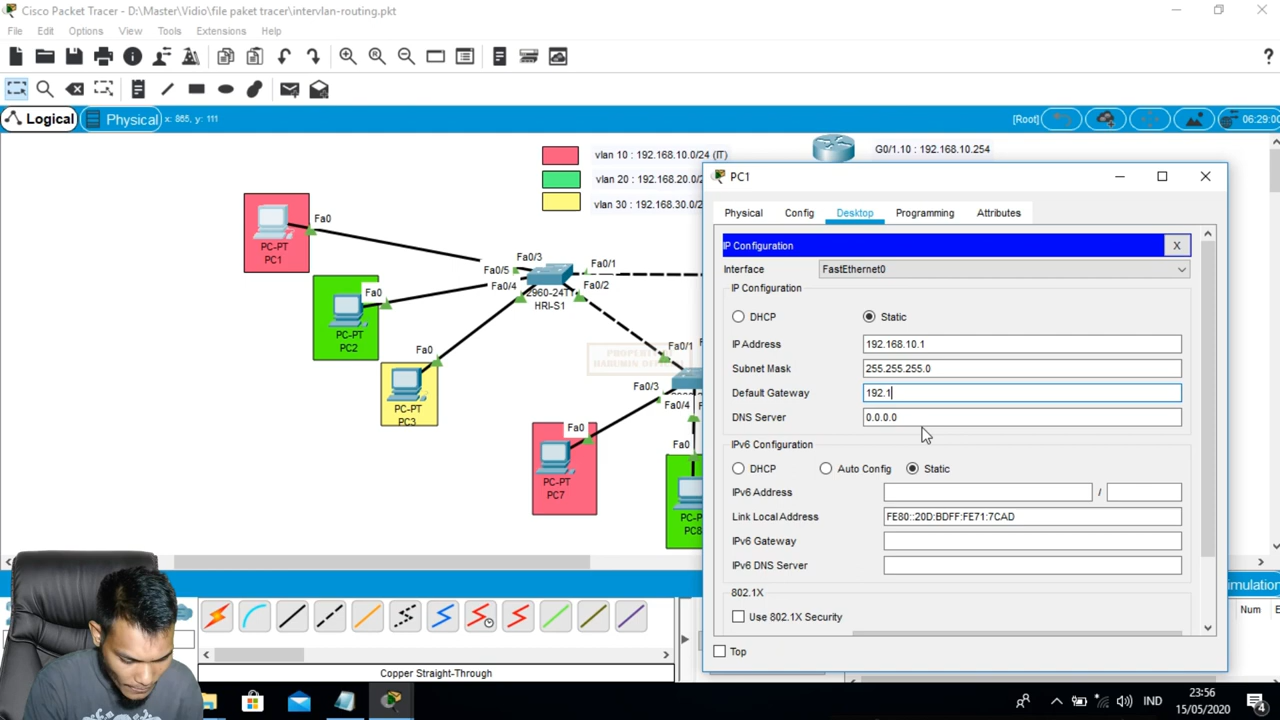 Cisco Packet Tracer - D:\Master\Vidio\file paket tracer\intervlan-routing.pkt
File Edit Options View Tools Extensions Help
?
Logical
Physical
x: 865, y: 111
[Root]
06:29:00
vlan 10 : 192.168.10.0/24 (IT)
vlan 20 : 192.168.20.0/2
vlan 30 : 192.168.30.0/2
G0/1.10 : 192.168.10.254
Fa0
PC-PT
PC1
Fa0
PC-PT
PC2
Fa0
PC-PT
PC3
Fa0/3
Fa0/5
Fa0/4
Fa0/1
Fa0/2
2960-24TT
HRI-S1
Fa0/1
Fa0/3
Fa0/4
Fa0
PC-PT
PC7
Fa0
PC-P
PC8
PC1
Physical Config Desktop Programming Attributes
IP Configuration
X
Interface
FastEthernet0
IP Configuration
DHCP
Static
IP Address
192.168.10.1
Subnet Mask
255.255.255.0
Default Gateway
192.1
DNS Server
0.0.0.0
IPv6 Configuration
DHCP
Auto Config
Static
IPv6 Address
/
Link Local Address
FE80::20D:BDFF:FE71:7CAD
IPv6 Gateway
IPv6 DNS Server
802.1X
Use 802.1X Security
Top
imulation
Num
Copper Straight-Through
IND
23:56
15/05/2020
4